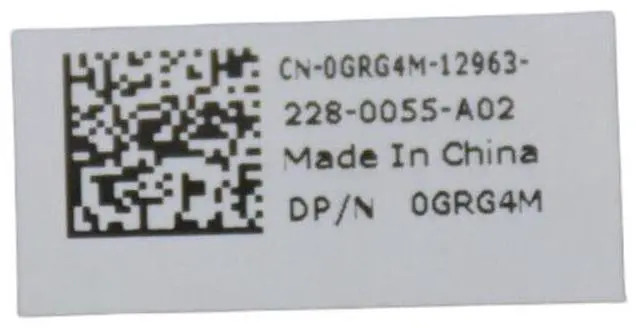 CN-0GRG4M-12963-
228-0055-A02
Made In China
DP/N 0GRG4M